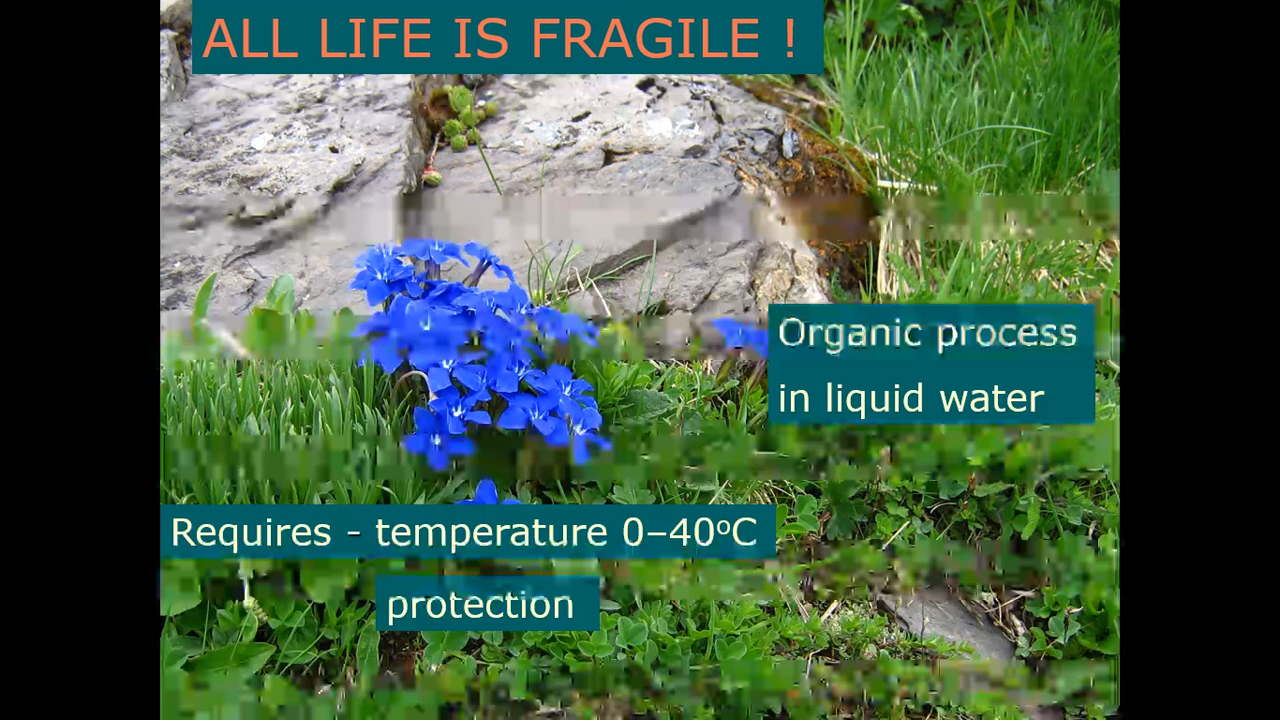 ALL LIFE IS FRAGILE !
Organic process
in liquid water
Requires - temperature 0–40ºC
protection